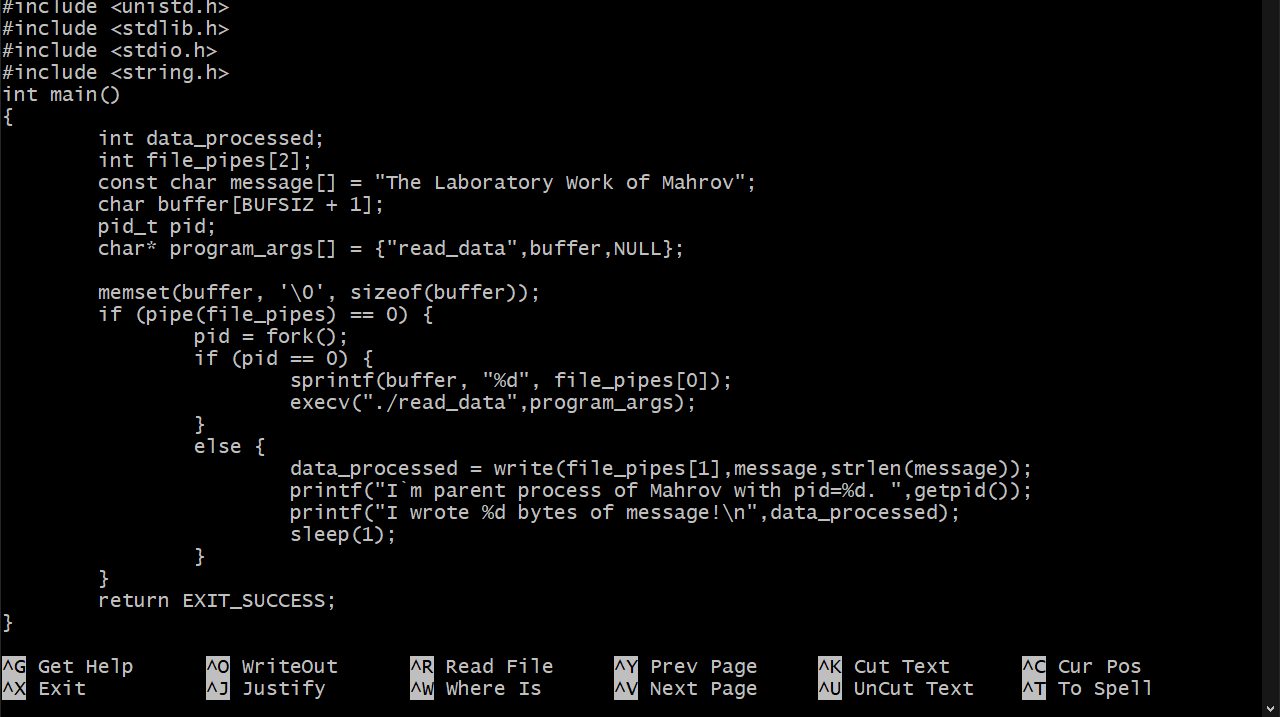 #include <unistd.h>
#include <stdlib.h>
#include <stdio.h>
#include <string.h>
int main()
{
        int data_processed;
        int file_pipes[2];
        const char message[] = "The Laboratory Work of Mahrov";
        char buffer[BUFSIZ + 1];
        pid_t pid;
        char* program_args[] = {"read_data",buffer,NULL};

        memset(buffer, '\0', sizeof(buffer));
        if (pipe(file_pipes) == 0) {
                pid = fork();
                if (pid == 0) {
                        sprintf(buffer, "%d", file_pipes[0]);
                        execv("./read_data",program_args);
                }
                else {
                        data_processed = write(file_pipes[1],message,strlen(message));
                        printf("I`m parent process of Mahrov with pid=%d. ",getpid());
                        printf("I wrote %d bytes of message!\n",data_processed);
                        sleep(1);
                }
        }
        return EXIT_SUCCESS;
}

^G Get Help ^O WriteOut ^R Read File ^Y Prev Page ^K Cut Text ^C Cur Pos
^X Exit ^J Justify ^W Where Is ^V Next Page ^U UnCut Text ^T To Spell